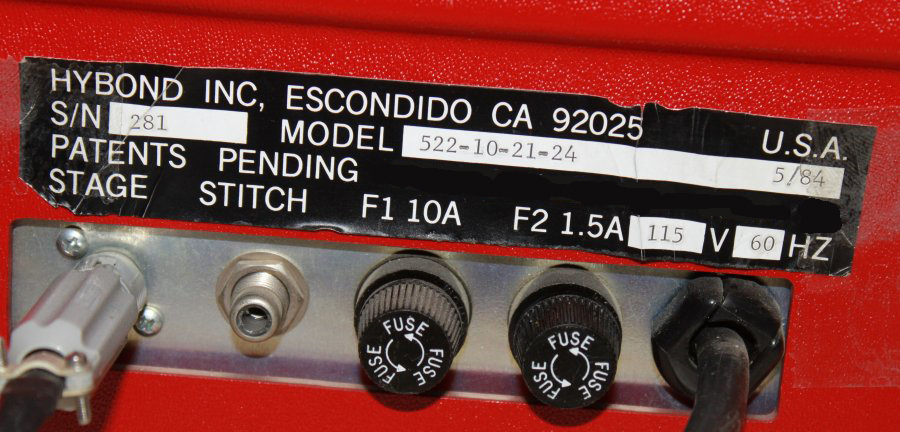 HYBOND INC, ESCONDIDO CA 92025 U.S.A.
S/N 281 MODEL 522-10-21-24 5/84
PATENTS PENDING
STAGE STITCH F1 10A F2 1.5A 115 V 60 HZ
FUSE FUSE FUSE
FUSE FUSE FUSE